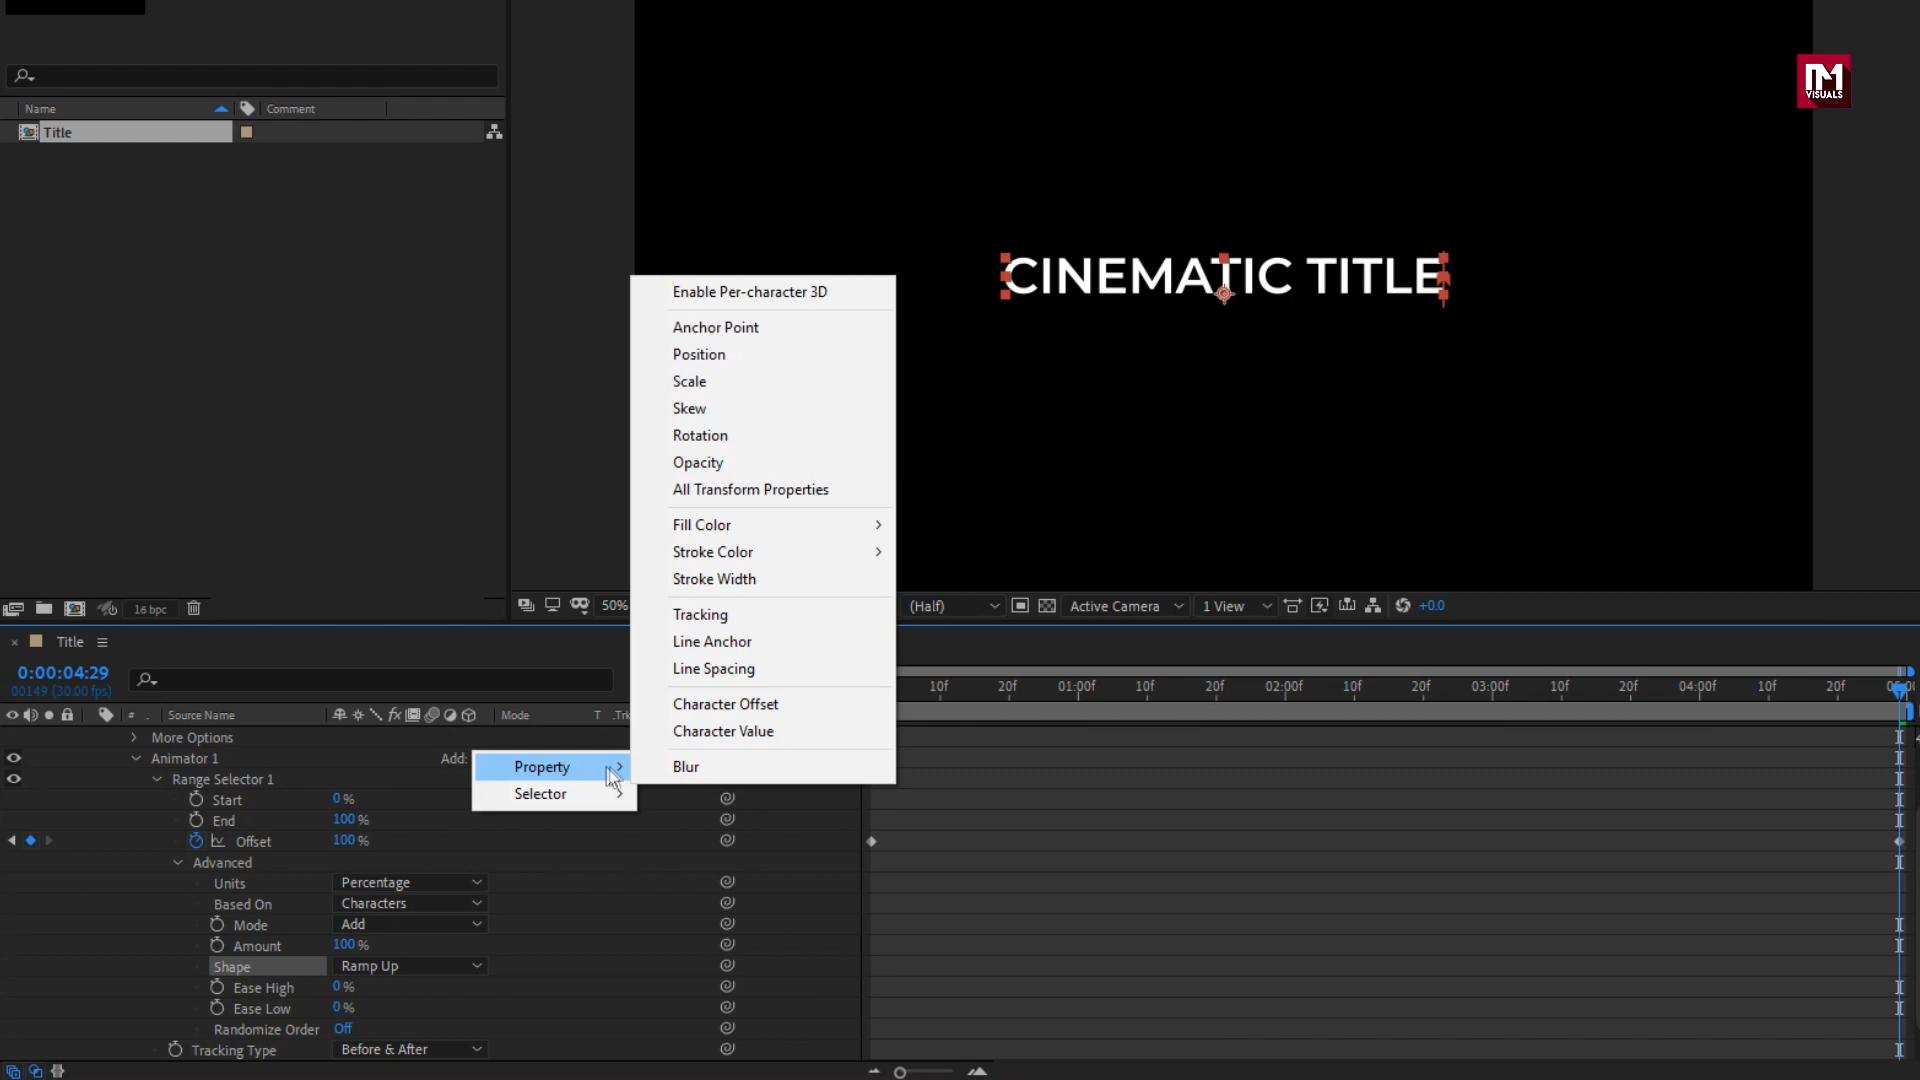 IM
VISUALS
Name
Comment
Title
CINEMATIC TITLE
Enable Per-character 3D
Anchor Point
Position
Scale
Skew
Rotation
Opacity
All Transform Properties
Fill Color
Stroke Color
Stroke Width
Tracking
Line Anchor
Line Spacing
Character Offset
Character Value
Blur
16 bpc
50%
(Half)
Active Camera
1 View
+0.0
Title
0:00:04:29
00149 (30.00 fps)
10f 20f 01:00f 10f 20f 02:00f 10f 20f 03:00f 10f 20f 04:00f 10f 20f
# Source Name fx Mode T .Trk
More Options
Animator 1 Add:
Property
Selector
Range Selector 1
Start 0 %
End 100 %
Offset 100 %
Advanced
Units Percentage
Based On Characters
Mode Add
Amount 100 %
Shape Ramp Up
Ease High 0 %
Ease Low 0 %
Randomize Order Off
Tracking Type Before & After